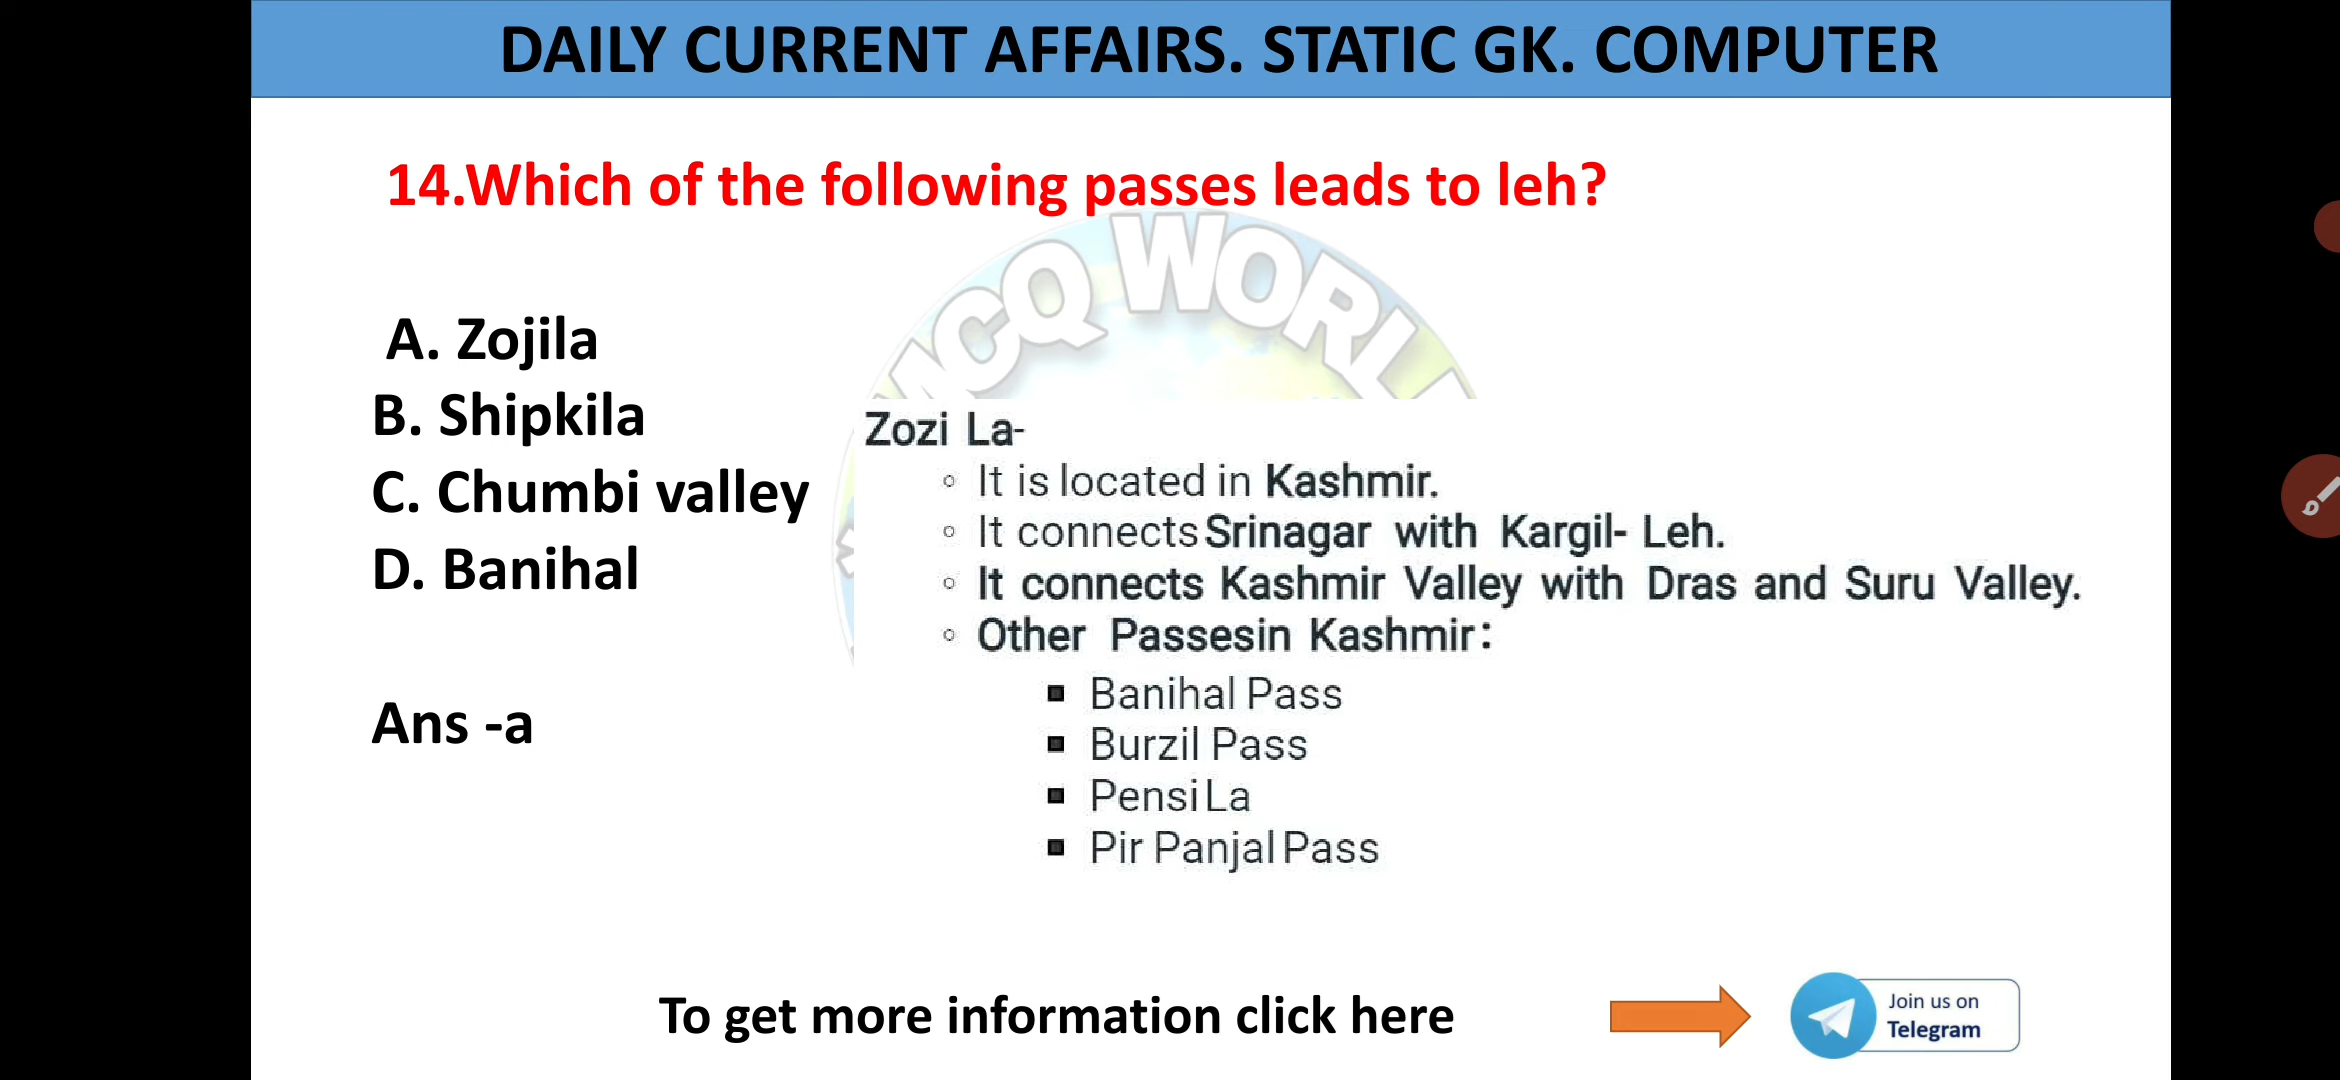 DAILY CURRENT AFFAIRS. STATIC GK. COMPUTER
14.Which of the following passes leads to leh?
MCQ WORL
A. Zojila
B. Shipkila
C. Chumbi valley
D. Banihal
Ans -a
Zozi La-
◦ It is located in Kashmir.
◦ It connects Srinagar with Kargil- Leh.
◦ It connects Kashmir Valley with Dras and Suru Valley.
◦ Other Passesin Kashmir:
▪ Banihal Pass
▪ Burzil Pass
▪ Pensi La
▪ Pir Panjal Pass
To get more information click here
Join us on
Telegram